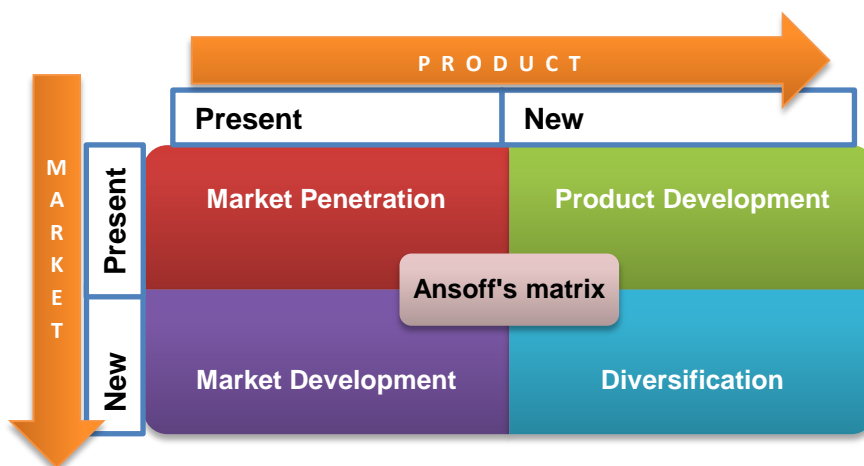 PRODUCT
Present
New
MARKET
Present
Market Penetration
Product Development
Ansoff's matrix
New
Market Development
Diversification